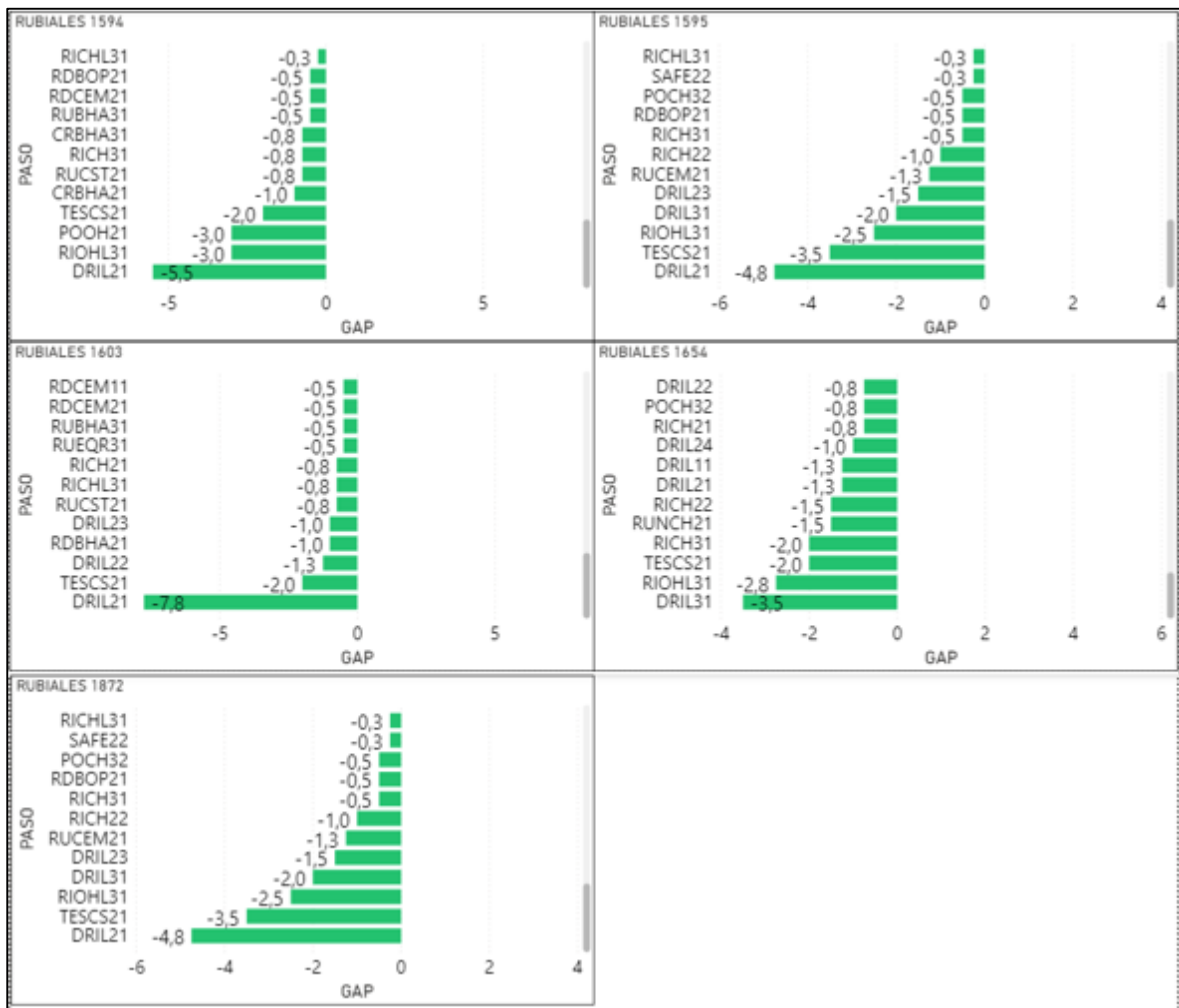 RUBIALES 1594
PASO
RICHL31 -0,3
RDBOP21 -0,5
RDCEM21 -0,5
RUBHA31 -0,5
CRBHA31 -0,8
RICH31 -0,8
RUCST21 -0,8
CRBHA21 -1,0
TESCS21 -2,0
POOH21 -3,0
RIOHL31 -3,0
DRIL21 -5,5
-5 0 5
GAP
RUBIALES 1595
PASO
RICHL31 -0,3
SAFE22 -0,3
POCH32 -0,5
RDBOP21 -0,5
RICH31 -0,5
RICH22 -1,0
RUCEM21 -1,3
DRIL23 -1,5
DRIL31 -2,0
RIOHL31 -2,5
TESCS21 -3,5
DRIL21 -4,8
-6 -4 -2 0 2 4
GAP
RUBIALES 1603
PASO
RDCEM11 -0,5
RDCEM21 -0,5
RUBHA31 -0,5
RUEQR31 -0,5
RICH21 -0,8
RICHL31 -0,8
RUCST21 -0,8
DRIL23 -1,0
RDBHA21 -1,0
DRIL22 -1,3
TESCS21 -2,0
DRIL21 -7,8
-5 0 5
GAP
RUBIALES 1654
PASO
DRIL22 -0,8
POCH32 -0,8
RICH21 -0,8
DRIL24 -1,0
DRIL11 -1,3
DRIL21 -1,3
RICH22 -1,5
RUNCH21 -1,5
RICH31 -2,0
TESCS21 -2,0
RIOHL31 -2,8
DRIL31 -3,5
-4 -2 0 2 4 6
GAP
RUBIALES 1872
PASO
RICHL31 -0,3
SAFE22 -0,3
POCH32 -0,5
RDBOP21 -0,5
RICH31 -0,5
RICH22 -1,0
RUCEM21 -1,3
DRIL23 -1,5
DRIL31 -2,0
RIOHL31 -2,5
TESCS21 -3,5
DRIL21 -4,8
-6 -4 -2 0 2 4
GAP